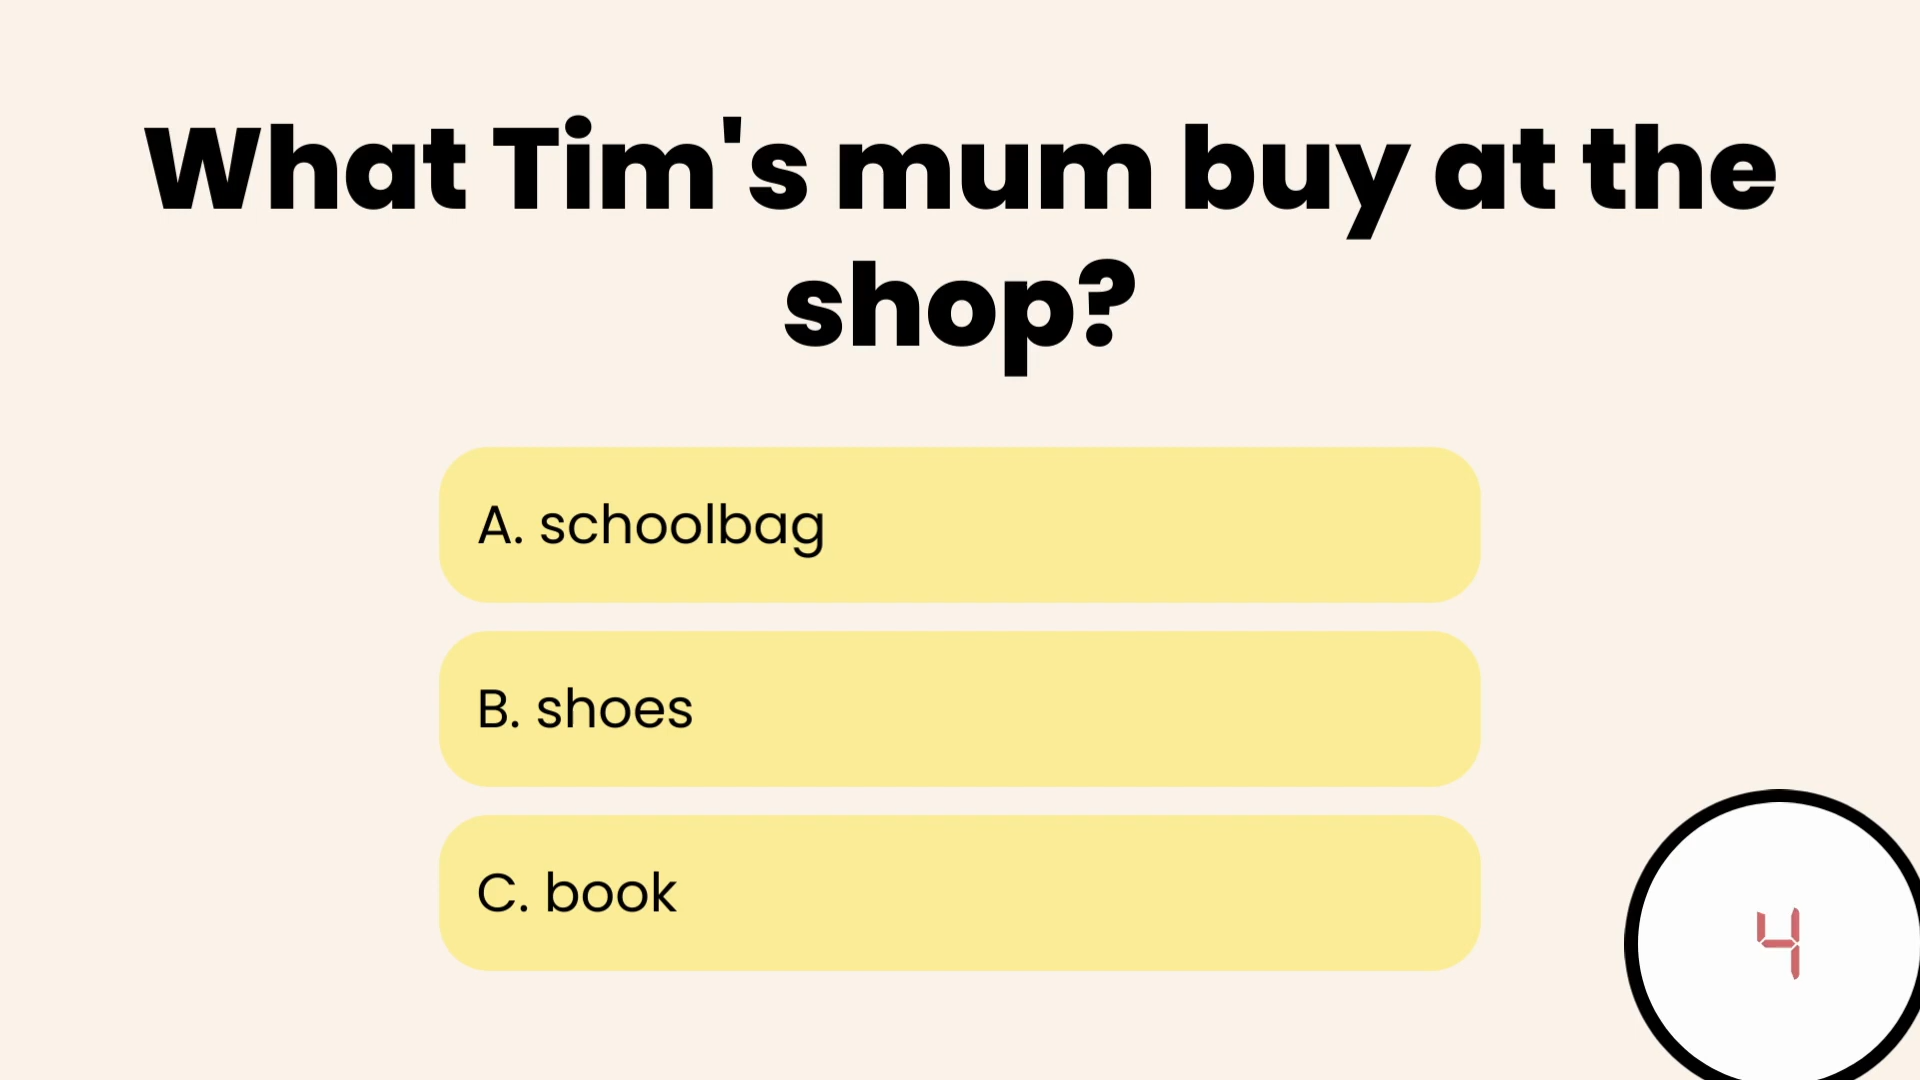 What Tim's mum buy at the
shop?
A. schoolbag
B. shoes
C. book
4